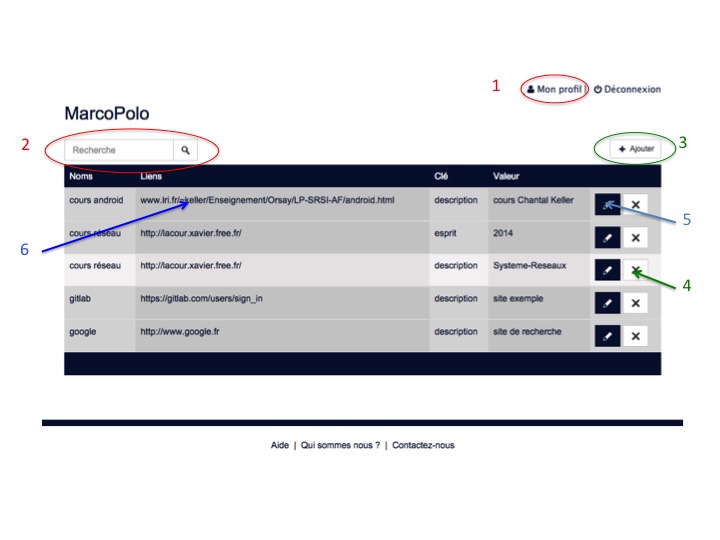 1
Mon profil | Déconnexion
MarcoPolo
2
Recherche
+ Ajouter
3
Noms Liens Clé Valeur
cours android www.lri.fr/~keller/Enseignement/Orsay/LP-SRSI-AF/android.html description cours Chantal Keller
5
cours réseau http://lacour.xavier.free.fr/ esprit 2014
6
cours réseau http://lacour.xavier.free.fr/ description Systeme-Reseaux
4
gitlab https://gitlab.com/users/sign_in description site exemple
google http://www.google.fr description site de recherche
Aide | Qui sommes nous ? | Contactez-nous